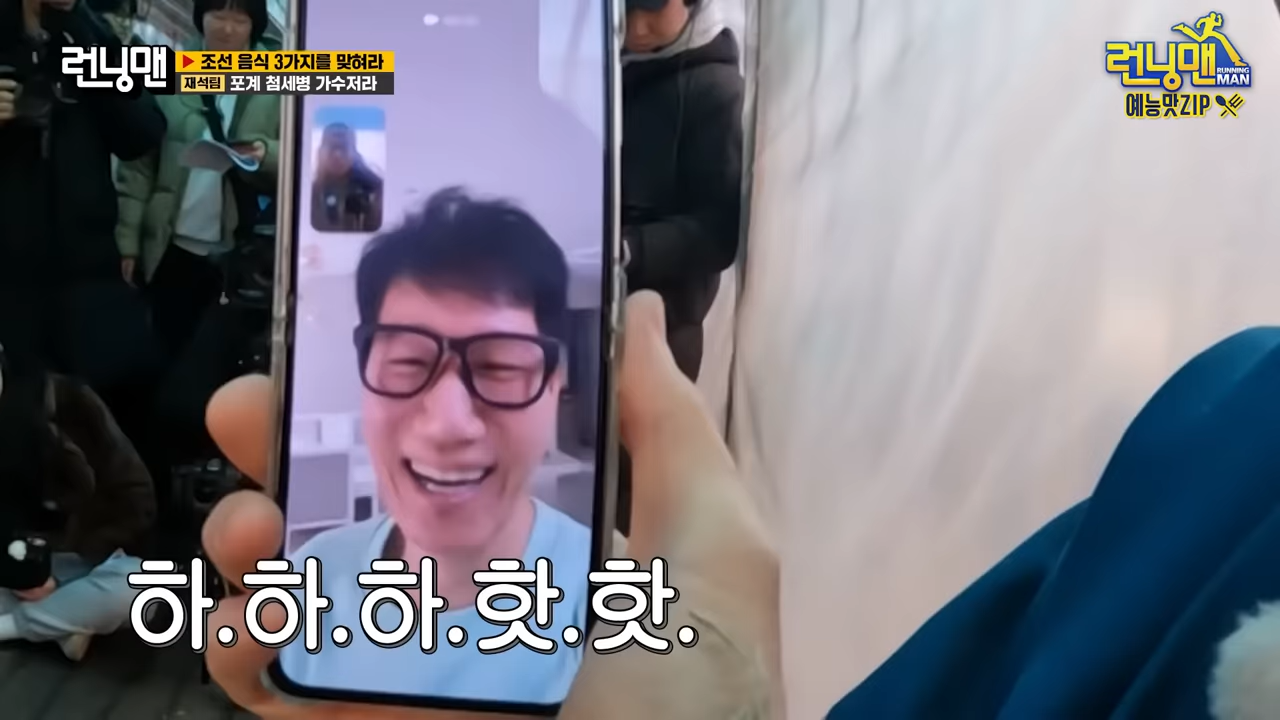 런닝맨
▶ 조선 음식 3가지를 맞혀라
재석팀 포계 첨세병 가수저라
런닝맨
RUNNING MAN
예능맛ZIP
하.하.하.핫.핫.